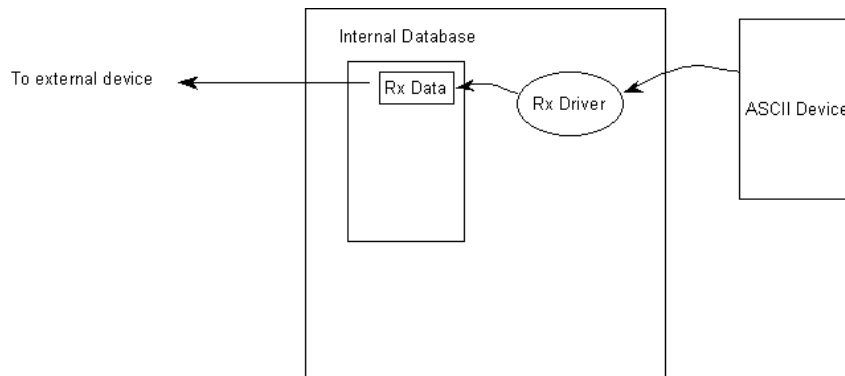 Internal Database
To external device
Rx Data
Rx Driver
ASCII Device